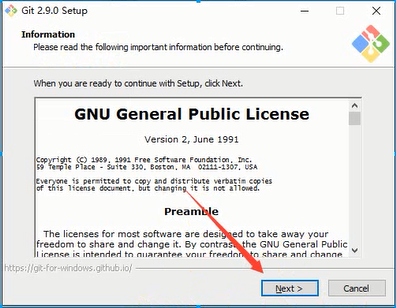 Git 2.9.0 Setup
Information
Please read the following important information before continuing.
When you are ready to continue with Setup, click Next.
GNU General Public License
Version 2, June 1991
Copyright (C) 1989, 1991 Free Software Foundation, Inc.
59 Temple Place - Suite 330, Boston, MA  02111-1307, USA
Everyone is permitted to copy and distribute verbatim copies
of this license document, but changing it is not allowed.
Preamble
The licenses for most software are designed to take away your
freedom to share and change it. By contrast, the GNU General Public
License is intended to guarantee your freedom to share and change
https://git-for-windows.github.io/
Next >
Cancel